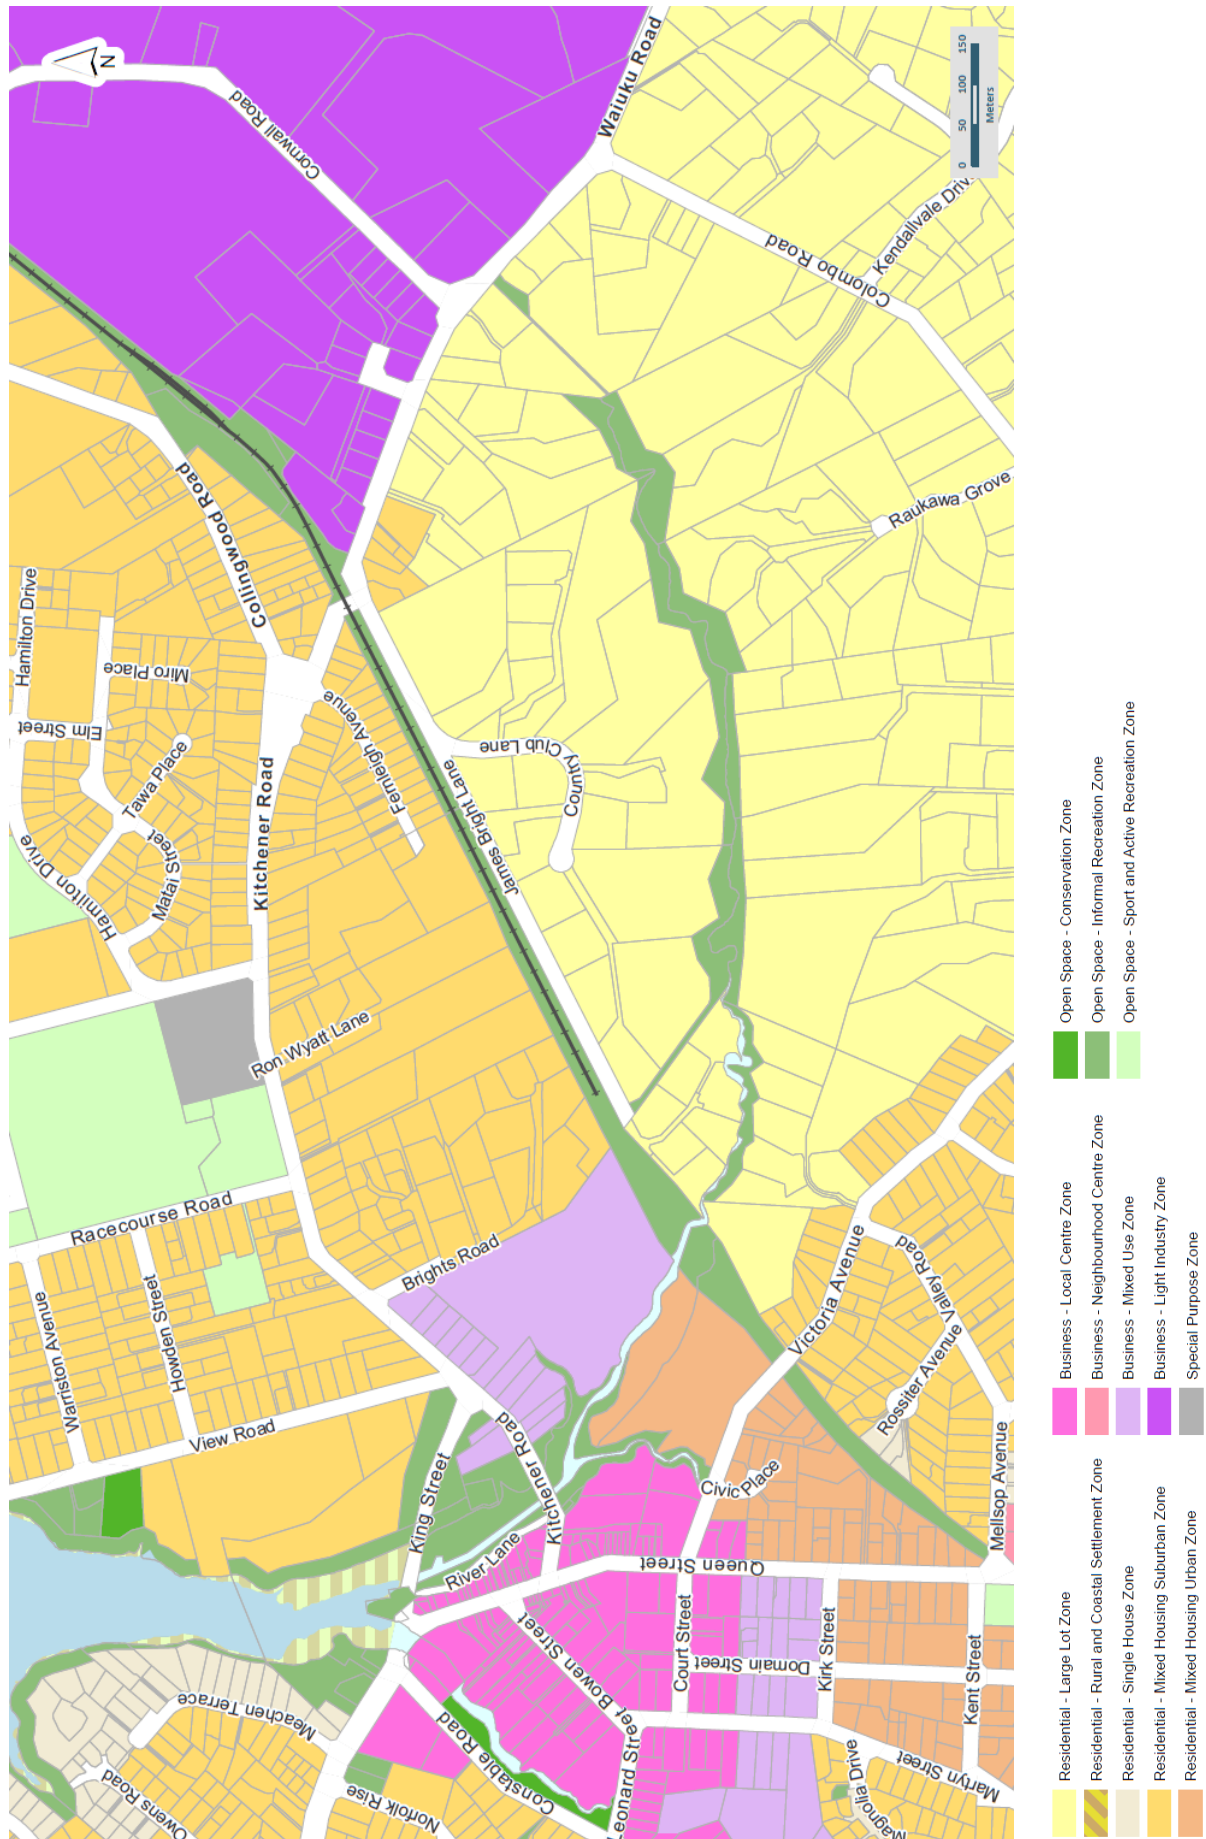 N
Cornwall Road
Waiuku Road
0 50 100 150
Meters
Kendallvale Drive
Colombo Road
Raukawa Grove
Collingwood Road
Hamilton Drive
Miro Place
Elm Street
Tawa Place
Matai Street
Hamilton Drive
Kitchener Road
Fernleigh Avenue
James Bright Lane
Country Club Lane
Ron Wyatt Lane
Racecourse Road
Brights Road
Warriston Avenue
Howden Street
View Road
King Street
Kitchener Road
River Lane
Victoria Avenue
Rossiter Avenue
Valley Road
Mellsop Avenue
Civic Place
Queen Street
Court Street
Domain Street
Kirk Street
Kent Street
Martyn Street
Magnolia Drive
Bowen Street
Leonard Street
Constable Road
Norfolk Rise
Meachen Terrace
Owens Road
Residential - Large Lot Zone
Residential - Rural and Coastal Settlement Zone
Residential - Single House Zone
Residential - Mixed Housing Suburban Zone
Residential - Mixed Housing Urban Zone
Business - Local Centre Zone
Business - Neighbourhood Centre Zone
Business - Mixed Use Zone
Business - Light Industry Zone
Special Purpose Zone
Open Space - Conservation Zone
Open Space - Informal Recreation Zone
Open Space - Sport and Active Recreation Zone